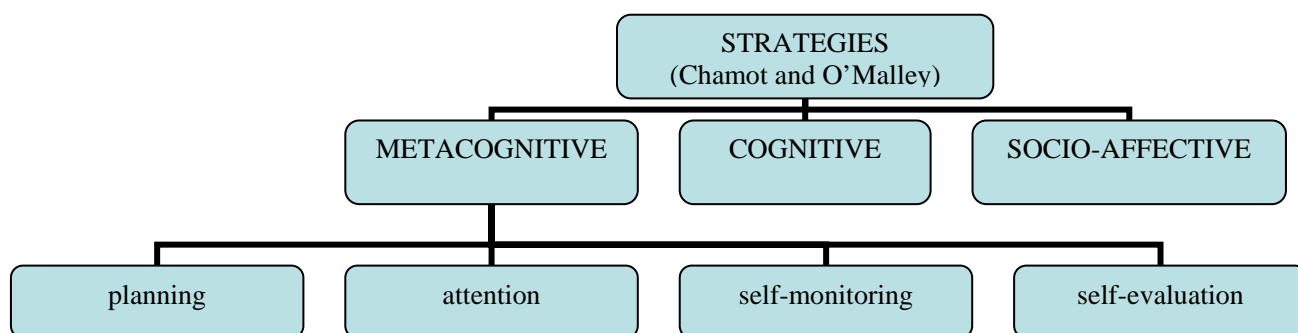 STRATEGIES
(Chamot and O’Malley)
METACOGNITIVE
COGNITIVE
SOCIO-AFFECTIVE
planning
attention
self-monitoring
self-evaluation